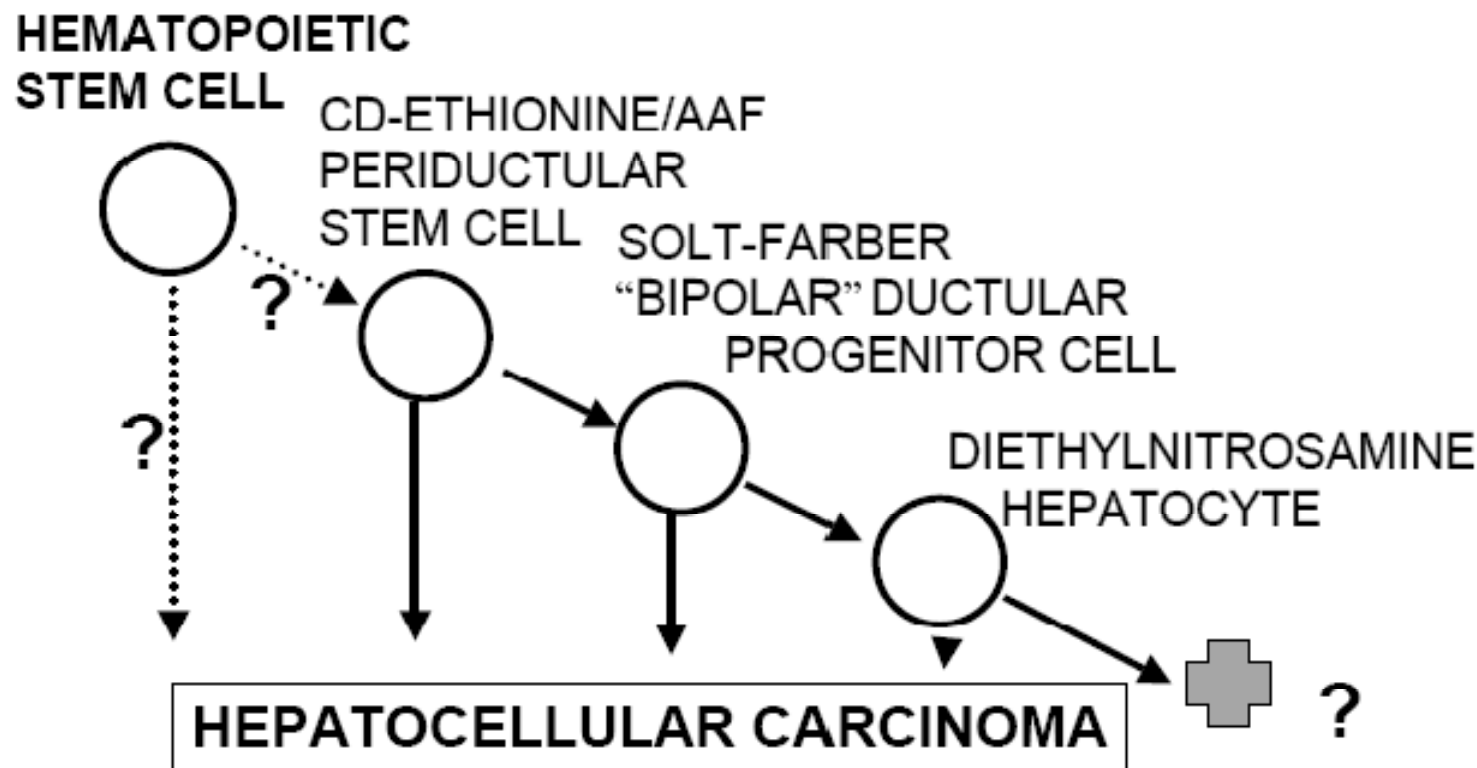 HEMATOPOIETIC
STEM CELL
CD-ETHIONINE/AAF
PERIDUCTULAR
STEM CELL
SOLT-FARBER
“BIPOLAR” DUCTULAR
PROGENITOR CELL
DIETHYLNITROSAMINE
HEPATOCYTE
?
?
HEPATOCELLULAR CARCINOMA
?